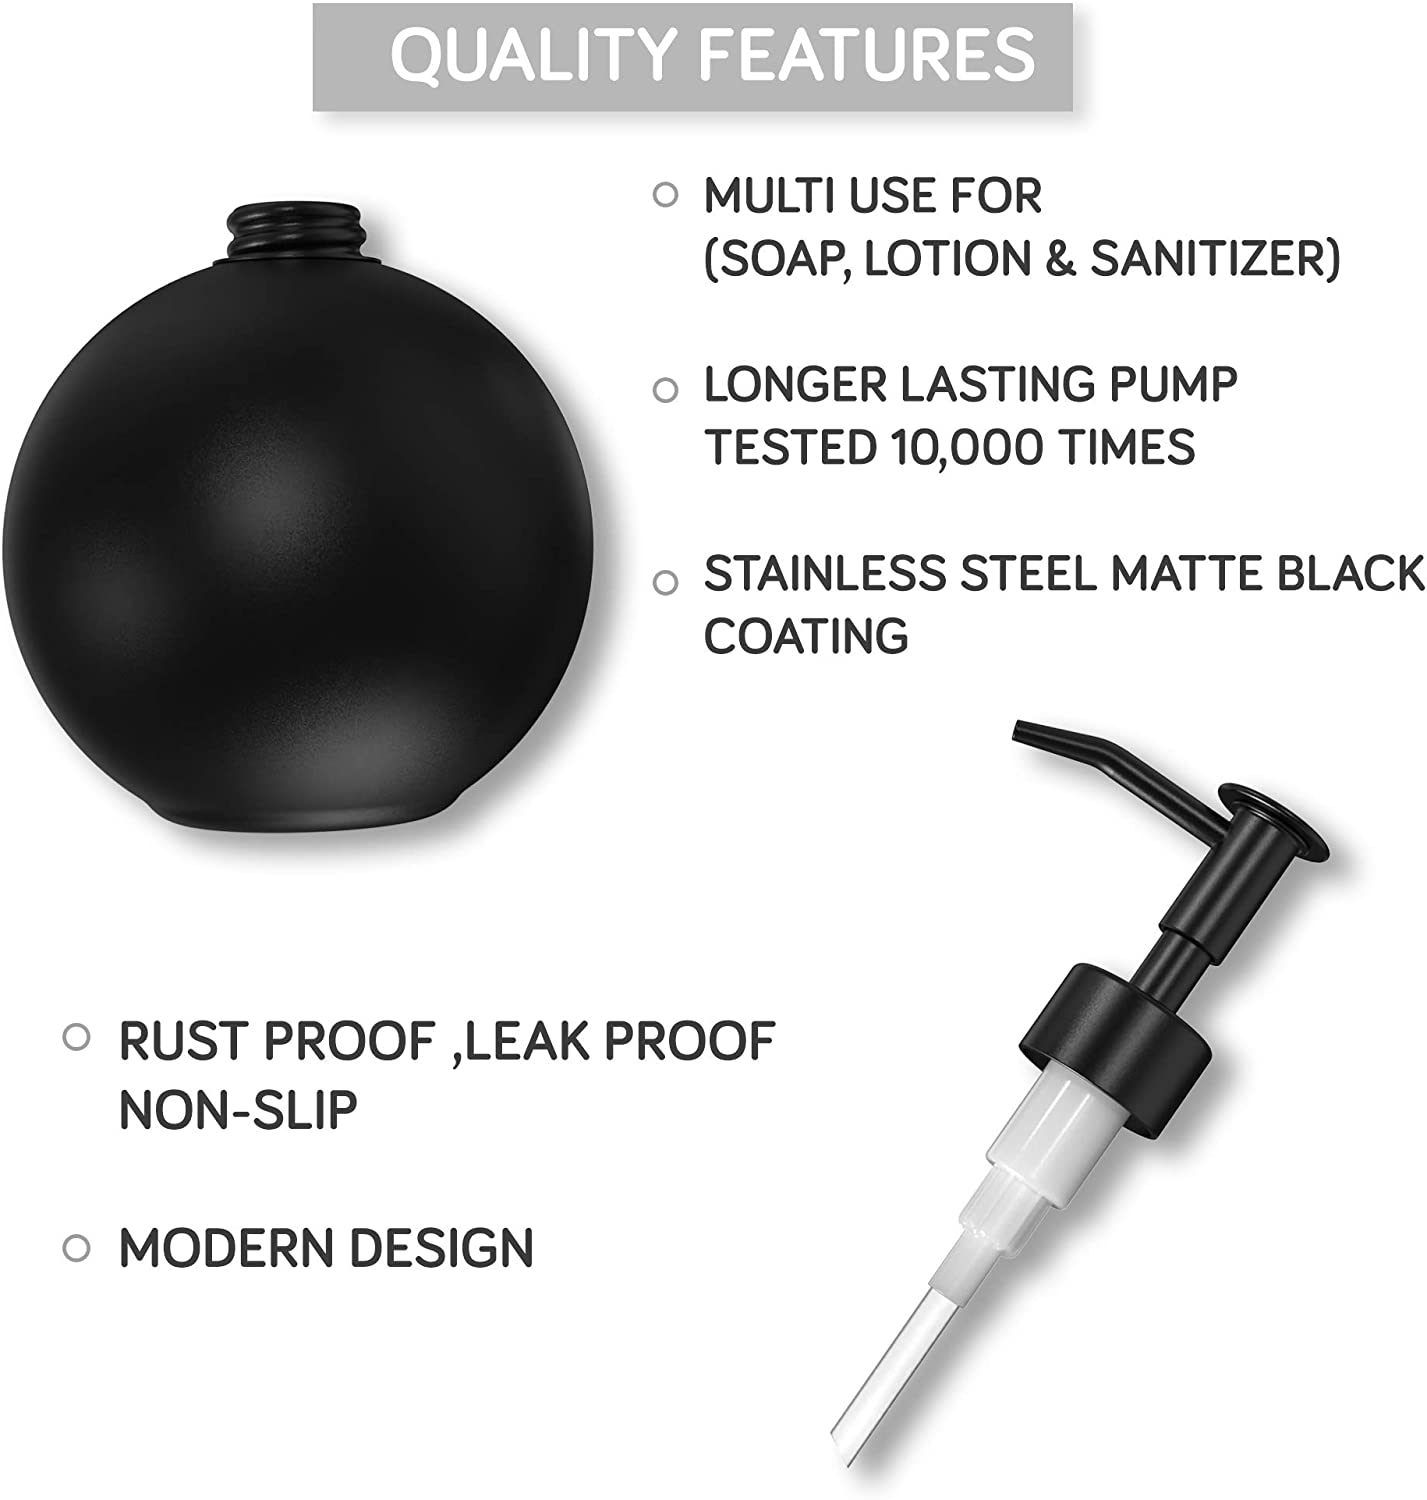 QUALITY FEATURES
MULTI USE FOR
(SOAP, LOTION & SANITIZER)
LONGER LASTING PUMP
TESTED 10,000 TIMES
STAINLESS STEEL MATTE BLACK
COATING
RUST PROOF ,LEAK PROOF
NON-SLIP
MODERN DESIGN